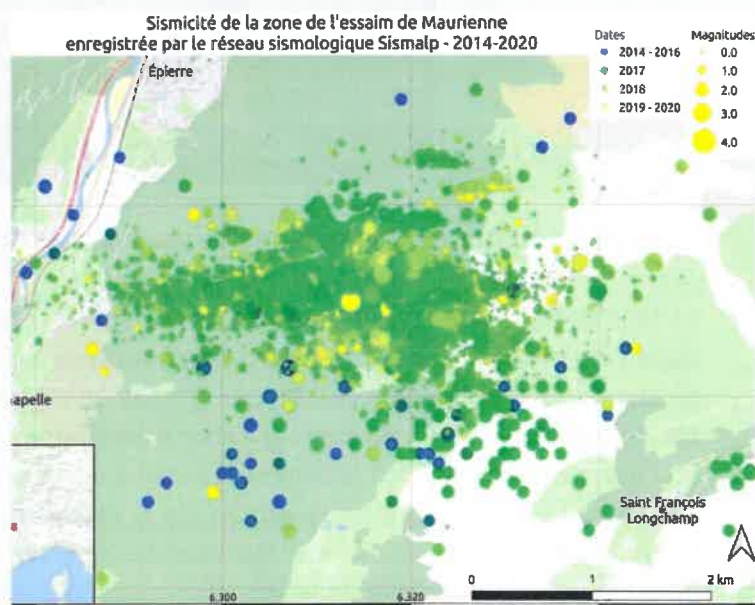 Sismicité de la zone de l'essaim de Maurienne
enregistrée par le réseau sismologique Sismalp - 2014-2020
Dates
2014 - 2016
2017
2018
2019 - 2020
Magnitudes
0.0
1.0
2.0
3.0
4.0
Épierre
apelle
Saint François
Longchamp
6.300
6.320
0
1
2 km